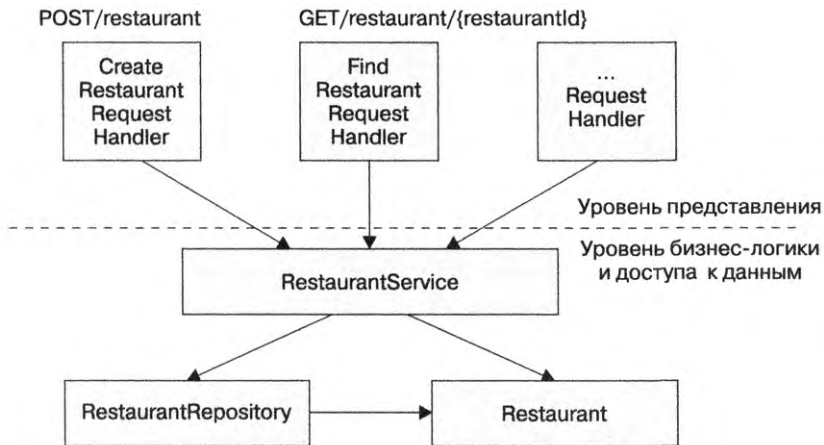 POST/restaurant
GET/restaurant/{restaurantId}
Create
Restaurant
Request
Handler
Find
Restaurant
Request
Handler
...
Request
Handler
Уровень представления
Уровень бизнес-логики
и доступа к данным
RestaurantService
RestaurantRepository
Restaurant